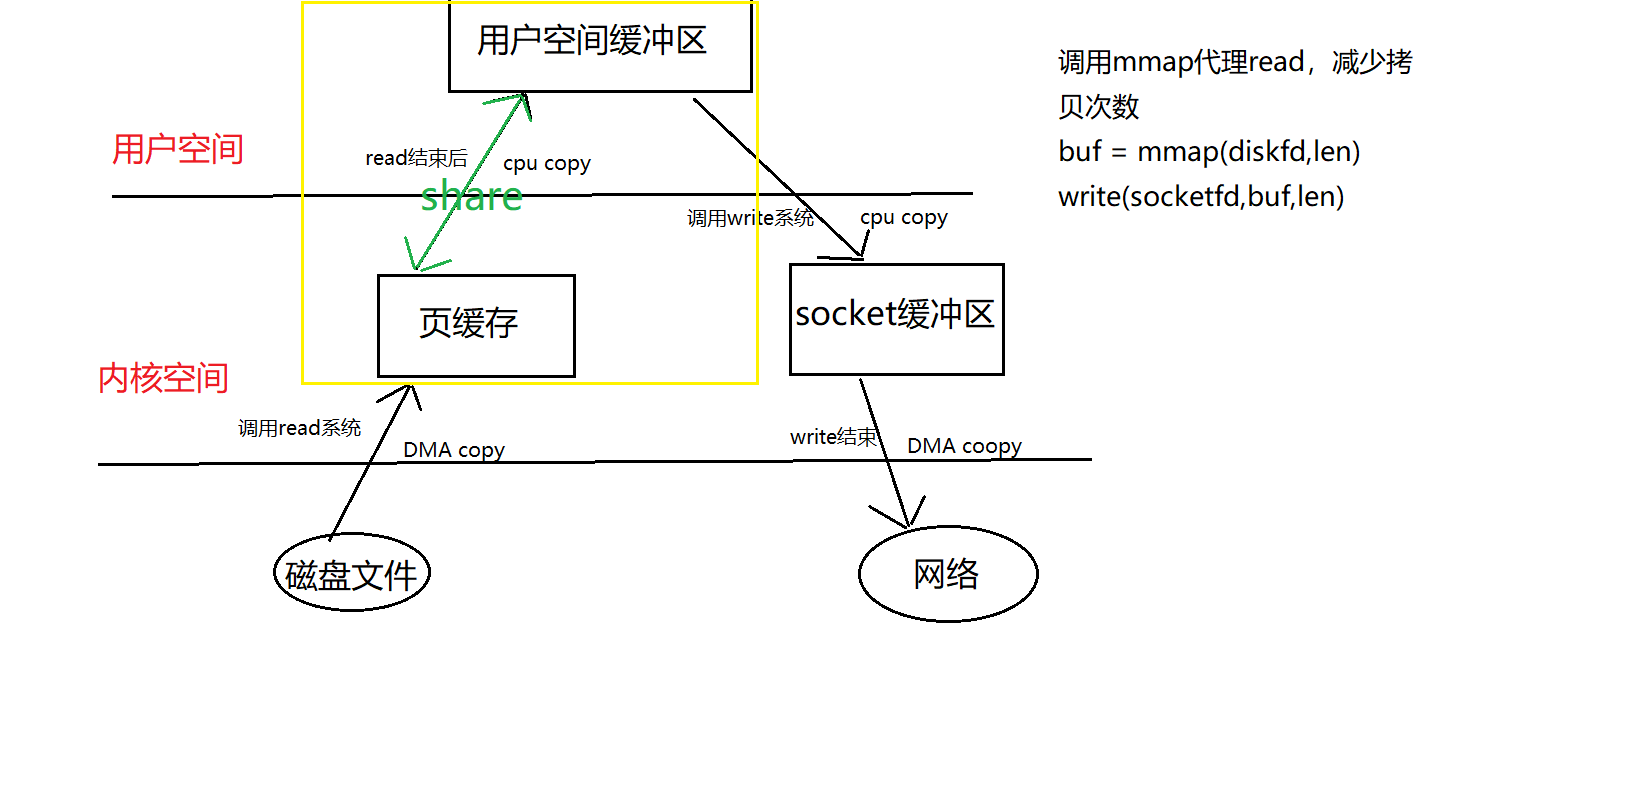 用户空间缓冲区
调用mmap代理read，减少拷
贝次数
buf = mmap(diskfd,len)
write(socketfd,buf,len)
用户空间
read结束后
cpu copy
share
调用write系统
cpu copy
页缓存
socket缓冲区
内核空间
调用read系统
DMA copy
write结束
DMA coopy
磁盘文件
网络